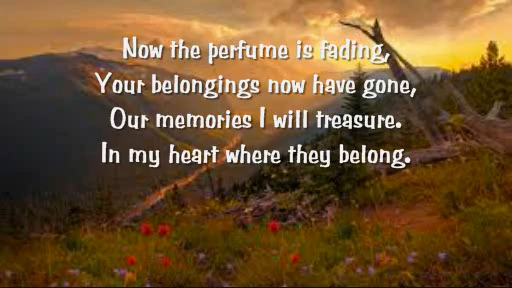 Now the perfume is fading,
Your belongings now have gone,
Our memories I will treasure.
In my heart where they belong.